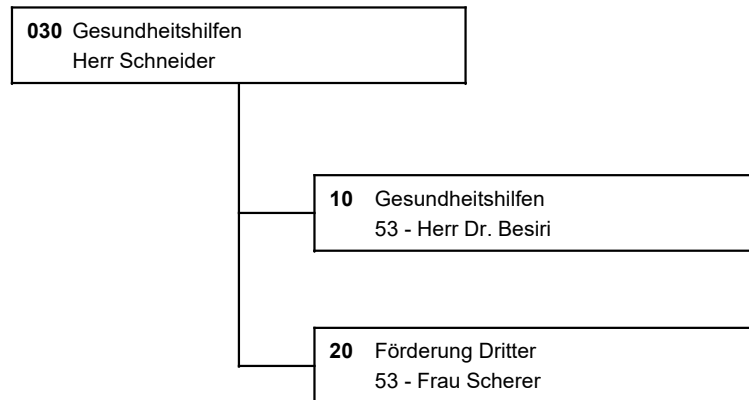 030 Gesundheitshilfen
Herr Schneider
10 Gesundheitshilfen
53 - Herr Dr. Besiri
20 Förderung Dritter
53 - Frau Scherer